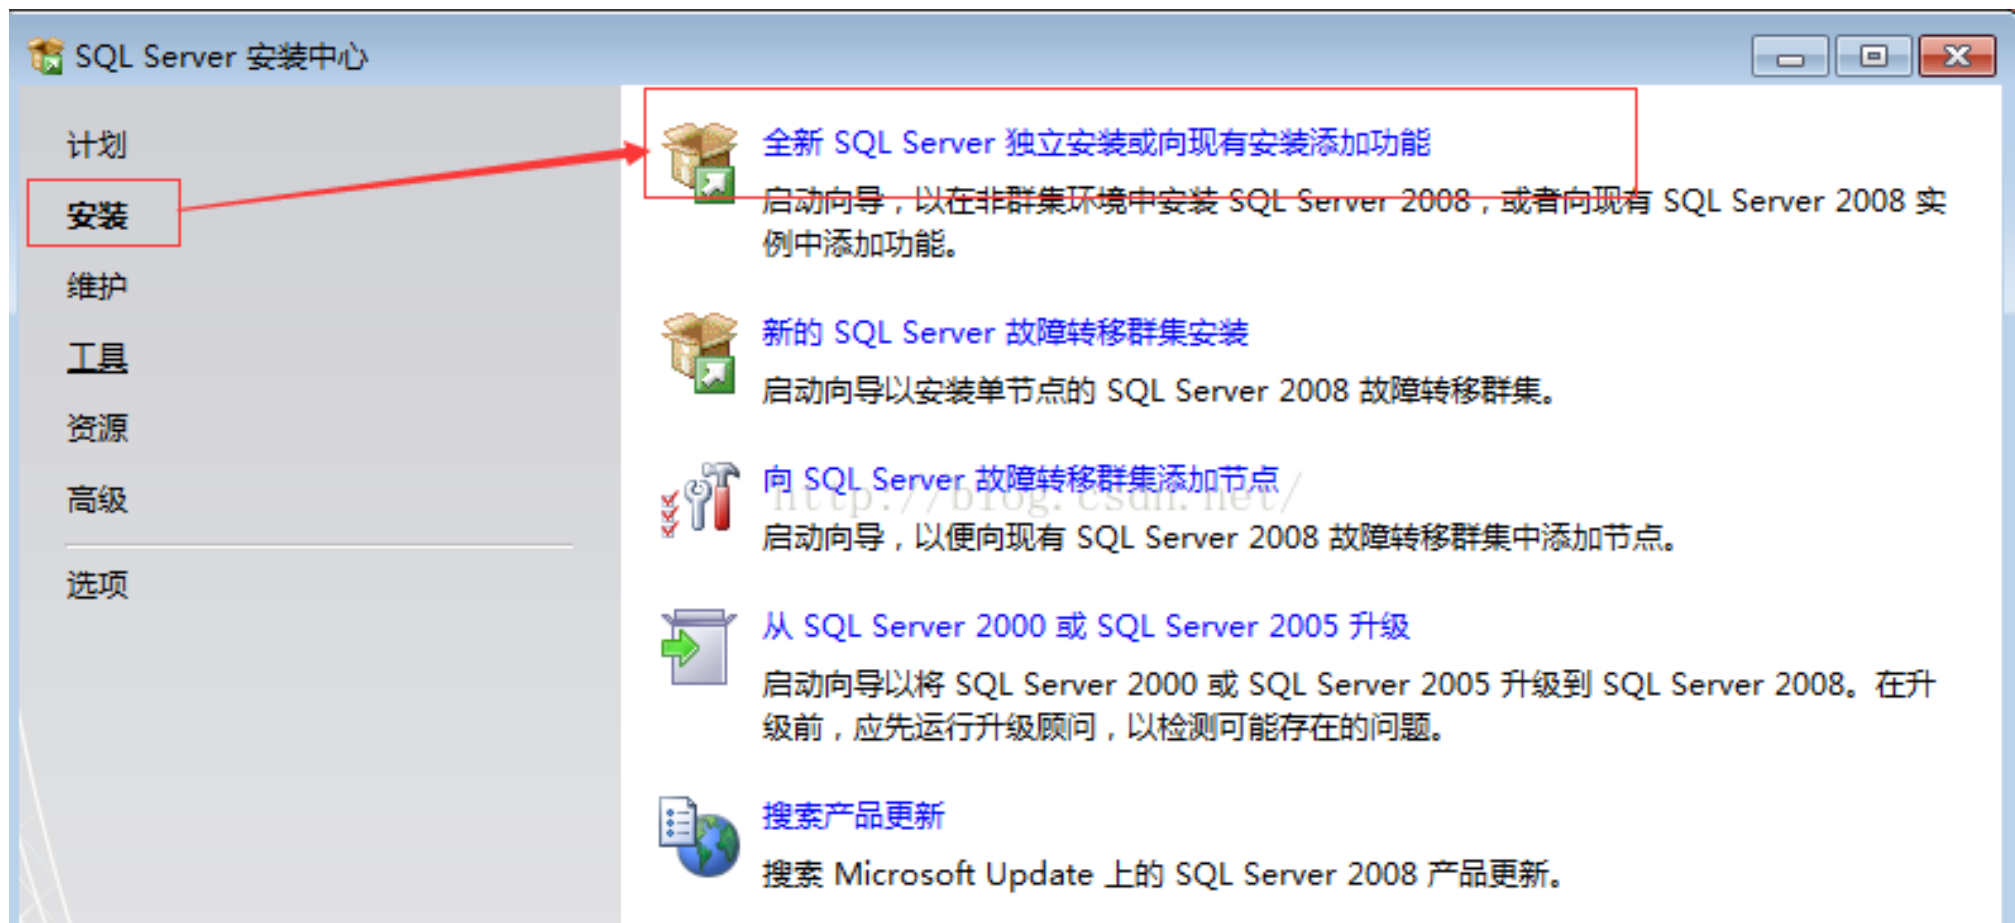 SQL Server 安装中心
计划
安装
维护
工具
资源
高级
选项
全新 SQL Server 独立安装或向现有安装添加功能
启动向导，以在非群集环境中安装 SQL Server 2008，或者向现有 SQL Server 2008 实
例中添加功能。
新的 SQL Server 故障转移群集安装
启动向导以安装单节点的 SQL Server 2008 故障转移群集。
向 SQL Server 故障转移群集添加节点
http://blog.csdn.net/
启动向导，以便向现有 SQL Server 2008 故障转移群集中添加节点。
从 SQL Server 2000 或 SQL Server 2005 升级
启动向导以将 SQL Server 2000 或 SQL Server 2005 升级到 SQL Server 2008。在升
级前，应先运行升级顾问，以检测可能存在的问题。
搜索产品更新
搜索 Microsoft Update 上的 SQL Server 2008 产品更新。